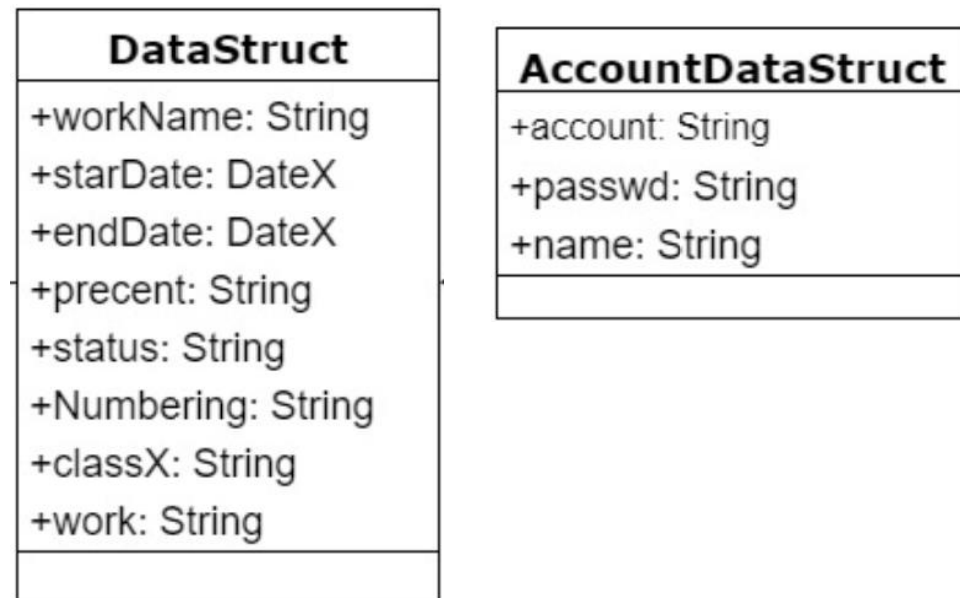 DataStruct
+workName: String
+starDate: DateX
+endDate: DateX
+precent: String
+status: String
+Numbering: String
+classX: String
+work: String
AccountDataStruct
+account: String
+passwd: String
+name: String